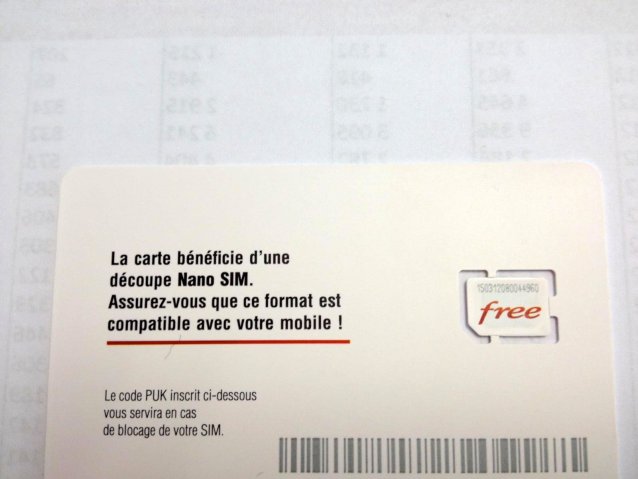 La carte bénéficie d'une
découpe Nano SIM.
Assurez-vous que ce format est
compatible avec votre mobile !
150312080044960
free
Le code PUK inscrit ci-dessous
vous servira en cas
de blocage de votre SIM.